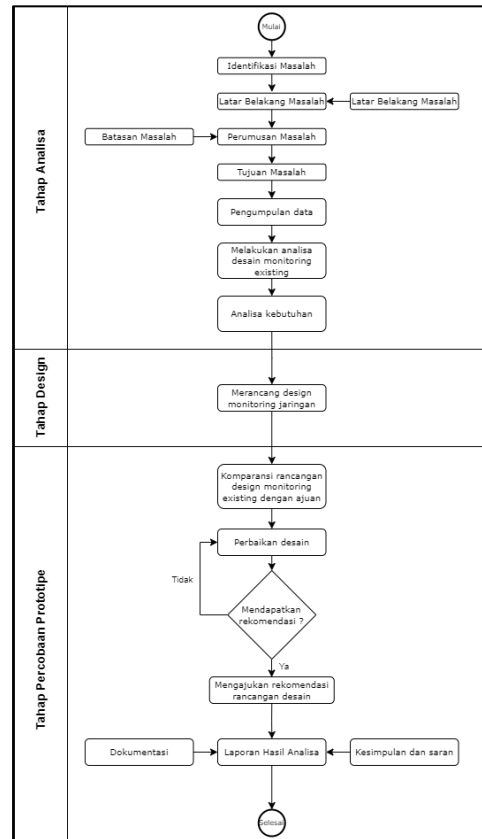 Mulai
Identifikasi Masalah
Latar Belakang Masalah
Latar Belakang Masalah
Batasan Masalah
Perumusan Masalah
Tujuan Masalah
Pengumpulan data
Melakukan analisa
desain monitoring
existing
Analisa kebutuhan
Tahap Analisa
Merancang design
monitoring jaringan
Tahap Design
Komparansi rancangan
design monitoring
existing dengan ajuan
Perbaikan desain
Tidak
Mendapatkan
rekomendasi ?
Ya
Mengajukan rekomendasi
rancangan desain
Dokumentasi
Laporan Hasil Analisa
Kesimpulan dan saran
Selesai
Tahap Percobaan Prototipe